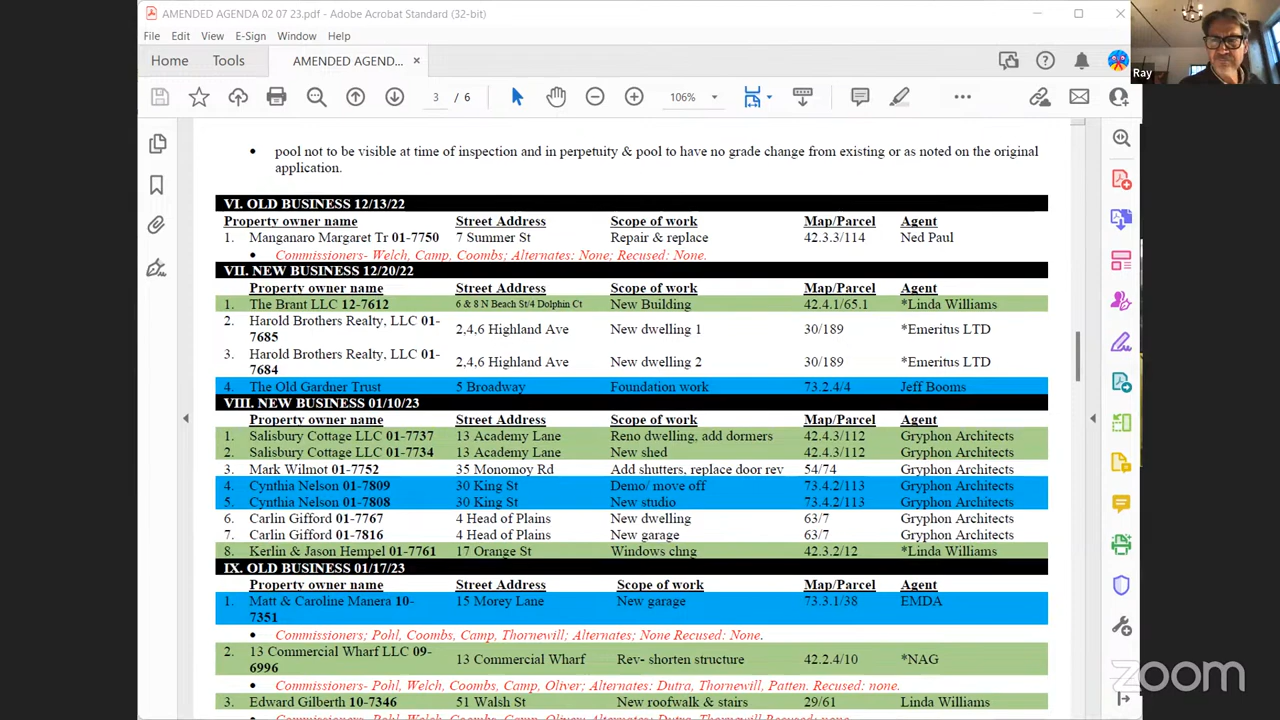 AMENDED AGENDA 02 07 23.pdf - Adobe Acrobat Standard (32-bit)
File Edit View E-Sign Window Help
Home Tools AMENDED AGEND... ×
3 / 6 106%
Ray
• pool not to be visible at time of inspection and in perpetuity & pool to have no grade change from existing or as noted on the original
application.
VI. OLD BUSINESS 12/13/22
Property owner name Street Address Scope of work Map/Parcel Agent
1. Manganaro Margaret Tr 01-7750 7 Summer St Repair & replace 42.3.3/114 Ned Paul
• Commissioners- Welch, Camp, Coombs; Alternates: None; Recused: None.
VII. NEW BUSINESS 12/20/22
Property owner name Street Address Scope of work Map/Parcel Agent
1. The Brant LLC 12-7612 6 & 8 N Beach St/4 Dolphin Ct New Building 42.4.1/65.1 *Linda Williams
2. Harold Brothers Realty, LLC 01-
7685 2,4,6 Highland Ave New dwelling 1 30/189 *Emeritus LTD
3. Harold Brothers Realty, LLC 01-
7684 2,4,6 Highland Ave New dwelling 2 30/189 *Emeritus LTD
4. The Old Gardner Trust 5 Broadway Foundation work 73.2.4/4 Jeff Booms
VIII. NEW BUSINESS 01/10/23
Property owner name Street Address Scope of work Map/Parcel Agent
1. Salisbury Cottage LLC 01-7737 13 Academy Lane Reno dwelling, add dormers 42.4.3/112 Gryphon Architects
2. Salisbury Cottage LLC 01-7734 13 Academy Lane New shed 42.4.3/112 Gryphon Architects
3. Mark Wilmot 01-7752 35 Monomoy Rd Add shutters, replace door rev 54/74 Gryphon Architects
4. Cynthia Nelson 01-7809 30 King St Demo/ move off 73.4.2/113 Gryphon Architects
5. Cynthia Nelson 01-7808 30 King St New studio 73.4.2/113 Gryphon Architects
6. Carlin Gifford 01-7767 4 Head of Plains New dwelling 63/7 Gryphon Architects
7. Carlin Gifford 01-7816 4 Head of Plains New garage 63/7 Gryphon Architects
8. Kerlin & Jason Hempel 01-7761 17 Orange St Windows chng 42.3.2/12 *Linda Williams
IX. OLD BUSINESS 01/17/23
Property owner name Street Address Scope of work Map/Parcel Agent
1. Matt & Caroline Manera 10-
7351 15 Morey Lane New garage 73.3.1/38 EMDA
• Commissioners; Pohl, Coombs, Camp, Thornewill; Alternates; None Recused: None.
2. 13 Commercial Wharf LLC 09-
6996 13 Commercial Wharf Rev- shorten structure 42.2.4/10 *NAG
• Commissioners- Pohl, Welch, Coombs, Camp, Oliver; Alternates: Dutra, Thornewill, Patten. Recused: none.
3. Edward Gilberth 10-7346 51 Walsh St New roofwalk & stairs 29/61 Linda Williams
zoom